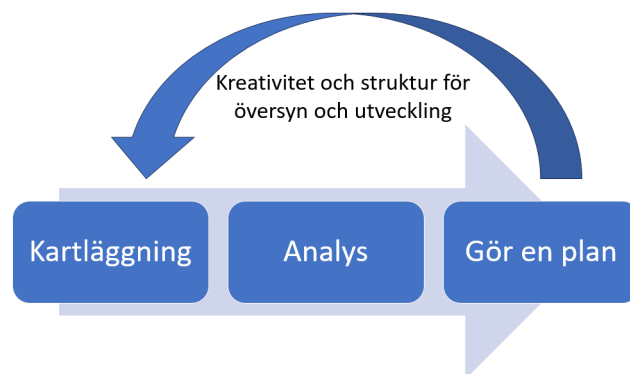 Kreativitet och struktur för
översyn och utveckling
Kartläggning
Analys
Gör en plan